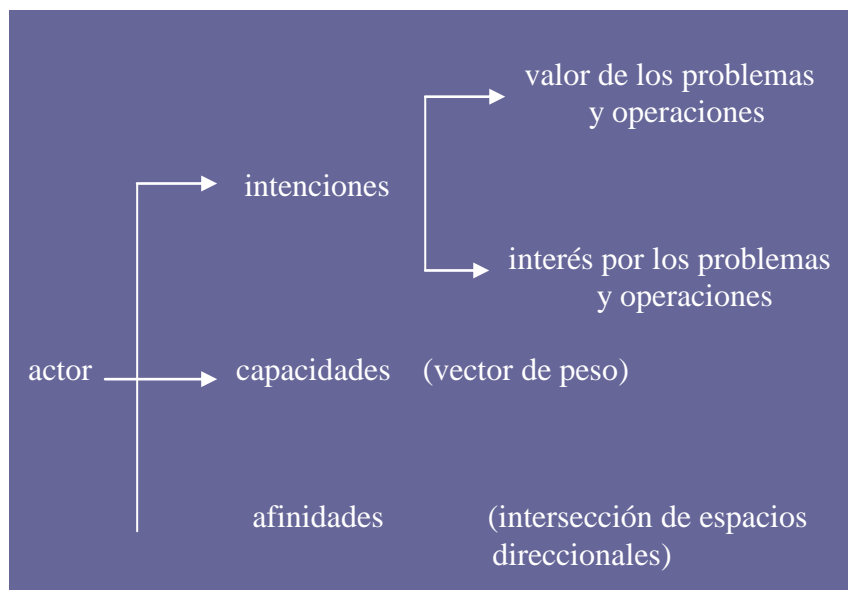 valor de los problemas
y operaciones
intenciones
interés por los problemas
y operaciones
actor
capacidades
(vector de peso)
afinidades
(intersección de espacios
direccionales)